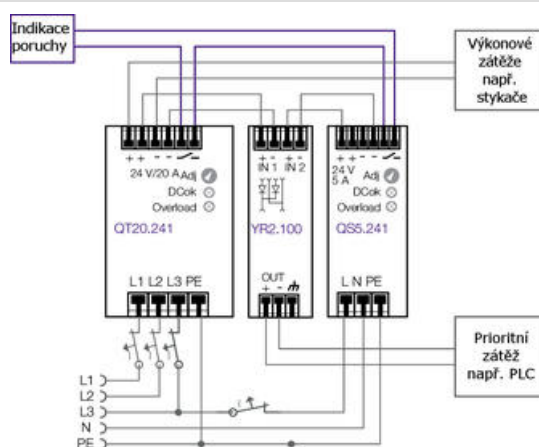 Indikace
poruchy
Výkonové
zátěže
např.
stykače
+ + - -
24 V/20 A Adj
DCok
Overload
QT20.241
L1 L2 L3 PE
+ - + -
IN 1 IN 2
YR2.100
OUT
+ -
+ + - -
24 V
5 A Adj
DCok
Overload
QS5.241
L N PE
Prioritní
zátěž
např. PLC
L1
L2
L3
N
PE